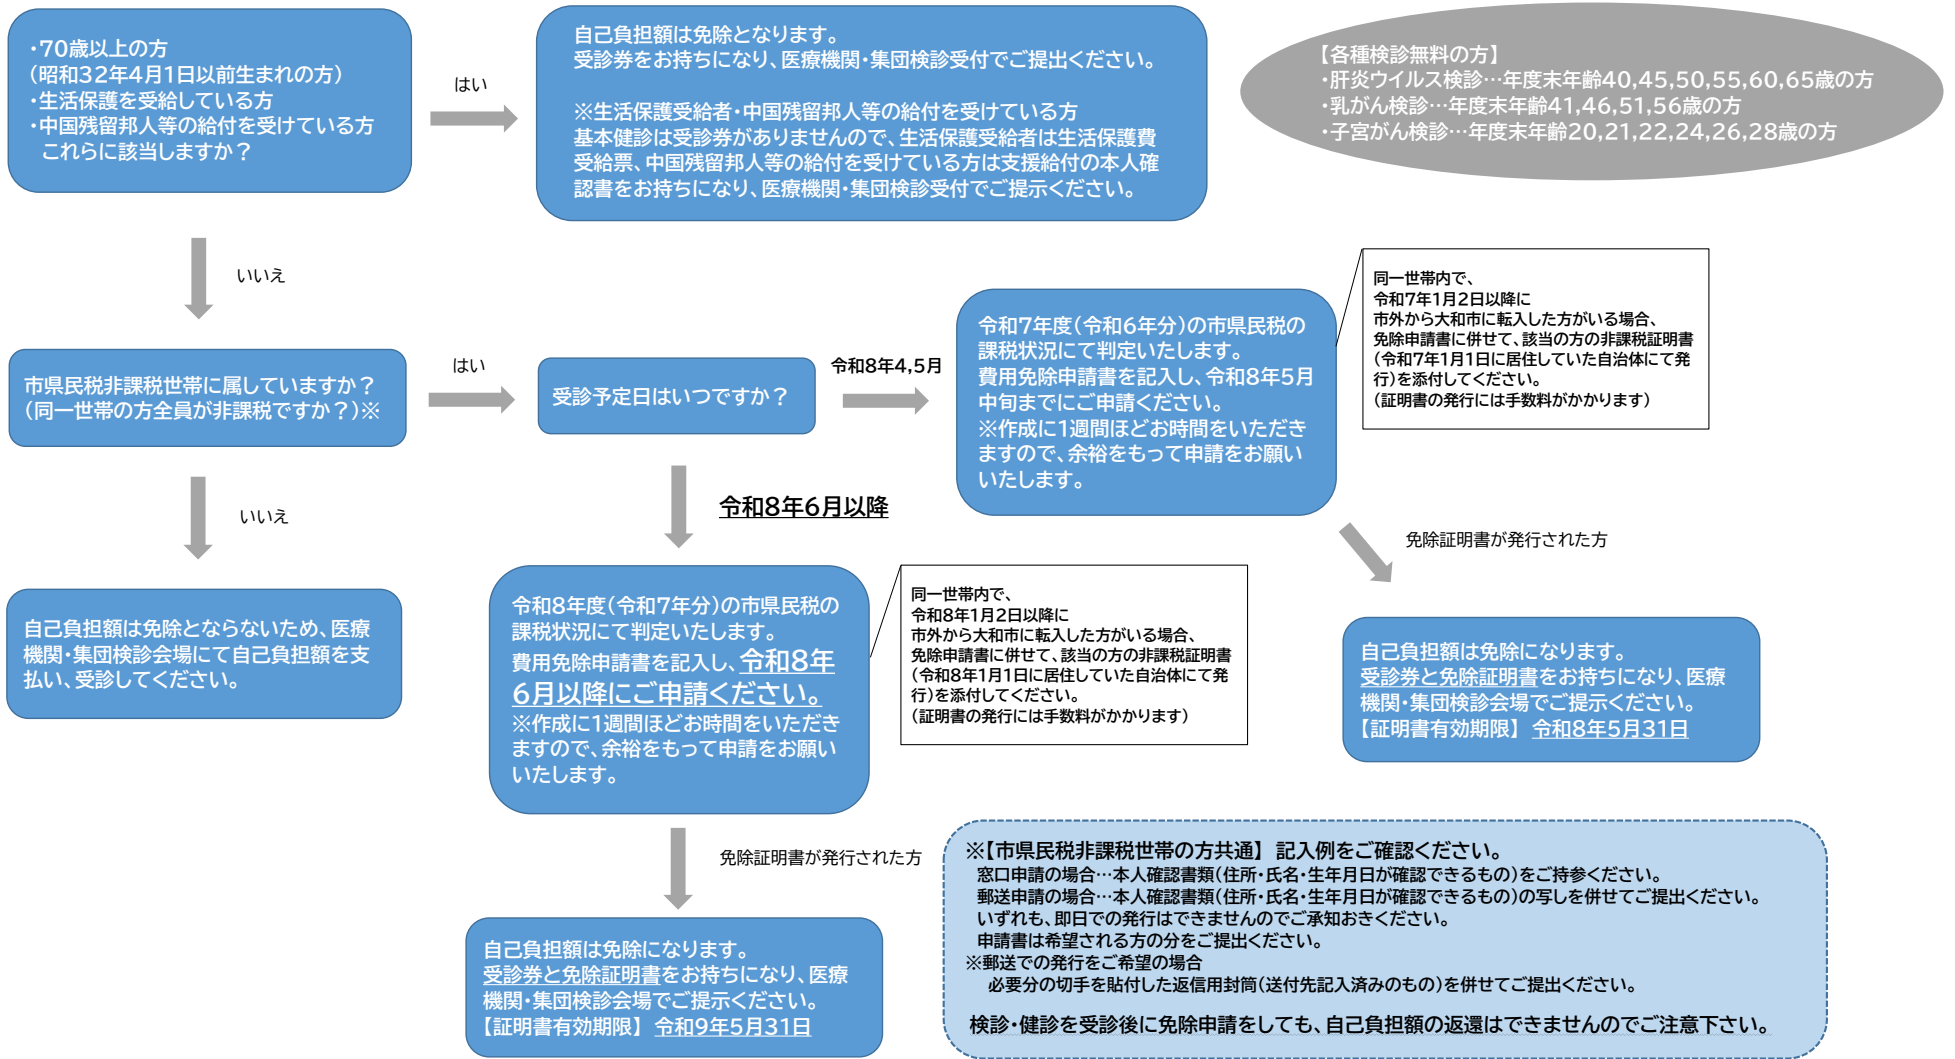 ・70歳以上の方
(昭和32年4月1日以前生まれの方)
・生活保護を受給している方
・中国残留邦人等の給付を受けている方
これらに該当しますか？
はい
自己負担額は免除となります。
受診券をお持ちになり、医療機関・集団検診受付でご提出ください。
※生活保護受給者・中国残留邦人等の給付を受けている方
基本健診は受診券がありませんので、生活保護受給者は生活保護費
受給票、中国残留邦人等の給付を受けている方は支援給付の本人確
認書をお持ちになり、医療機関・集団検診受付でご提示ください。
【各種検診無料の方】
・肝炎ウイルス検診…年度末年齢40,45,50,55,60,65歳の方
・乳がん検診…年度末年齢41,46,51,56歳の方
・子宮がん検診…年度末年齢20,21,22,24,26,28歳の方
いいえ
市県民税非課税世帯に属していますか？
(同一世帯の方全員が非課税ですか？)※
はい
受診予定日はいつですか？
令和8年4,5月
令和7年度(令和6年分)の市県民税の
課税状況にて判定いたします。
費用免除申請書を記入し、令和8年5月
中旬までにご申請ください。
※作成に1週間ほどお時間をいただき
ますので、余裕をもって申請をお願い
いたします。
同一世帯内で、
令和7年1月2日以降に
市外から大和市に転入した方がいる場合、
免除申請書に併せて、該当の方の非課税証明書
(令和7年1月1日に居住していた自治体にて発
行)を添付してください。
(証明書の発行には手数料がかかります)
いいえ
令和8年6月以降
免除証明書が発行された方
自己負担額は免除とならないため、医療
機関・集団検診会場にて自己負担額を支
払い、受診してください。
令和8年度(令和7年分)の市県民税の
課税状況にて判定いたします。
費用免除申請書を記入し、令和8年
6月以降にご申請ください。
※作成に1週間ほどお時間をいただき
ますので、余裕をもって申請をお願い
いたします。
同一世帯内で、
令和8年1月2日以降に
市外から大和市に転入した方がいる場合、
免除申請書に併せて、該当の方の非課税証明書
(令和8年1月1日に居住していた自治体にて発
行)を添付してください。
(証明書の発行には手数料がかかります)
自己負担額は免除になります。
受診券と免除証明書をお持ちになり、医療
機関・集団検診会場でご提示ください。
【証明書有効期限】 令和8年5月31日
免除証明書が発行された方
自己負担額は免除になります。
受診券と免除証明書をお持ちになり、医療
機関・集団検診会場でご提示ください。
【証明書有効期限】 令和9年5月31日
※【市県民税非課税世帯の方共通】 記入例をご確認ください。
窓口申請の場合…本人確認書類(住所・氏名・生年月日が確認できるもの)をご持参ください。
郵送申請の場合…本人確認書類(住所・氏名・生年月日が確認できるもの)の写しを併せてご提出ください。
いずれも、即日での発行はできませんのでご承知おきください。
申請書は希望される方の分をご提出ください。
※郵送での発行をご希望の場合
必要分の切手を貼付した返信用封筒(送付先記入済みのもの)を併せてご提出ください。
検診・健診を受診後に免除申請をしても、自己負担額の返還はできませんのでご注意下さい。